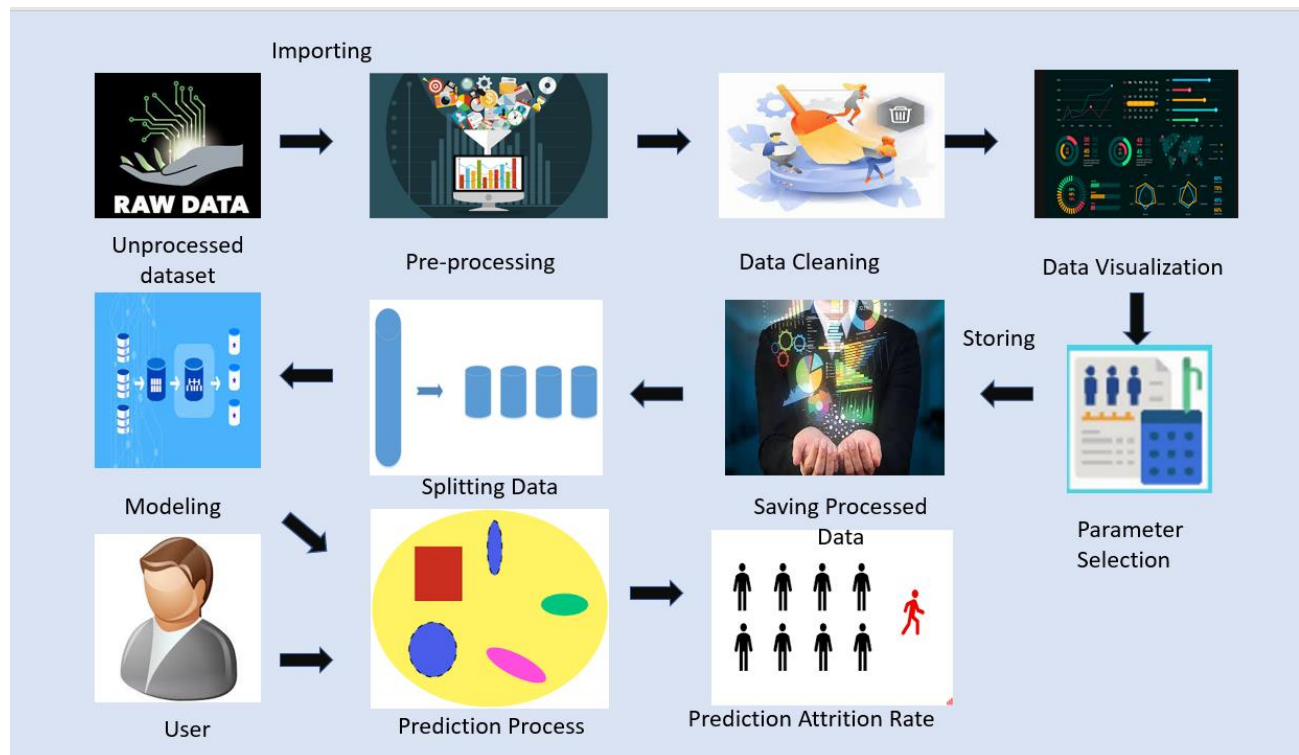 Importing
RAW DATA
Unprocessed
dataset
Pre-processing
Data Cleaning
Data Visualization
Storing
Modeling
Splitting Data
Saving Processed
Data
Parameter
Selection
User
Prediction Process
Prediction Attrition Rate